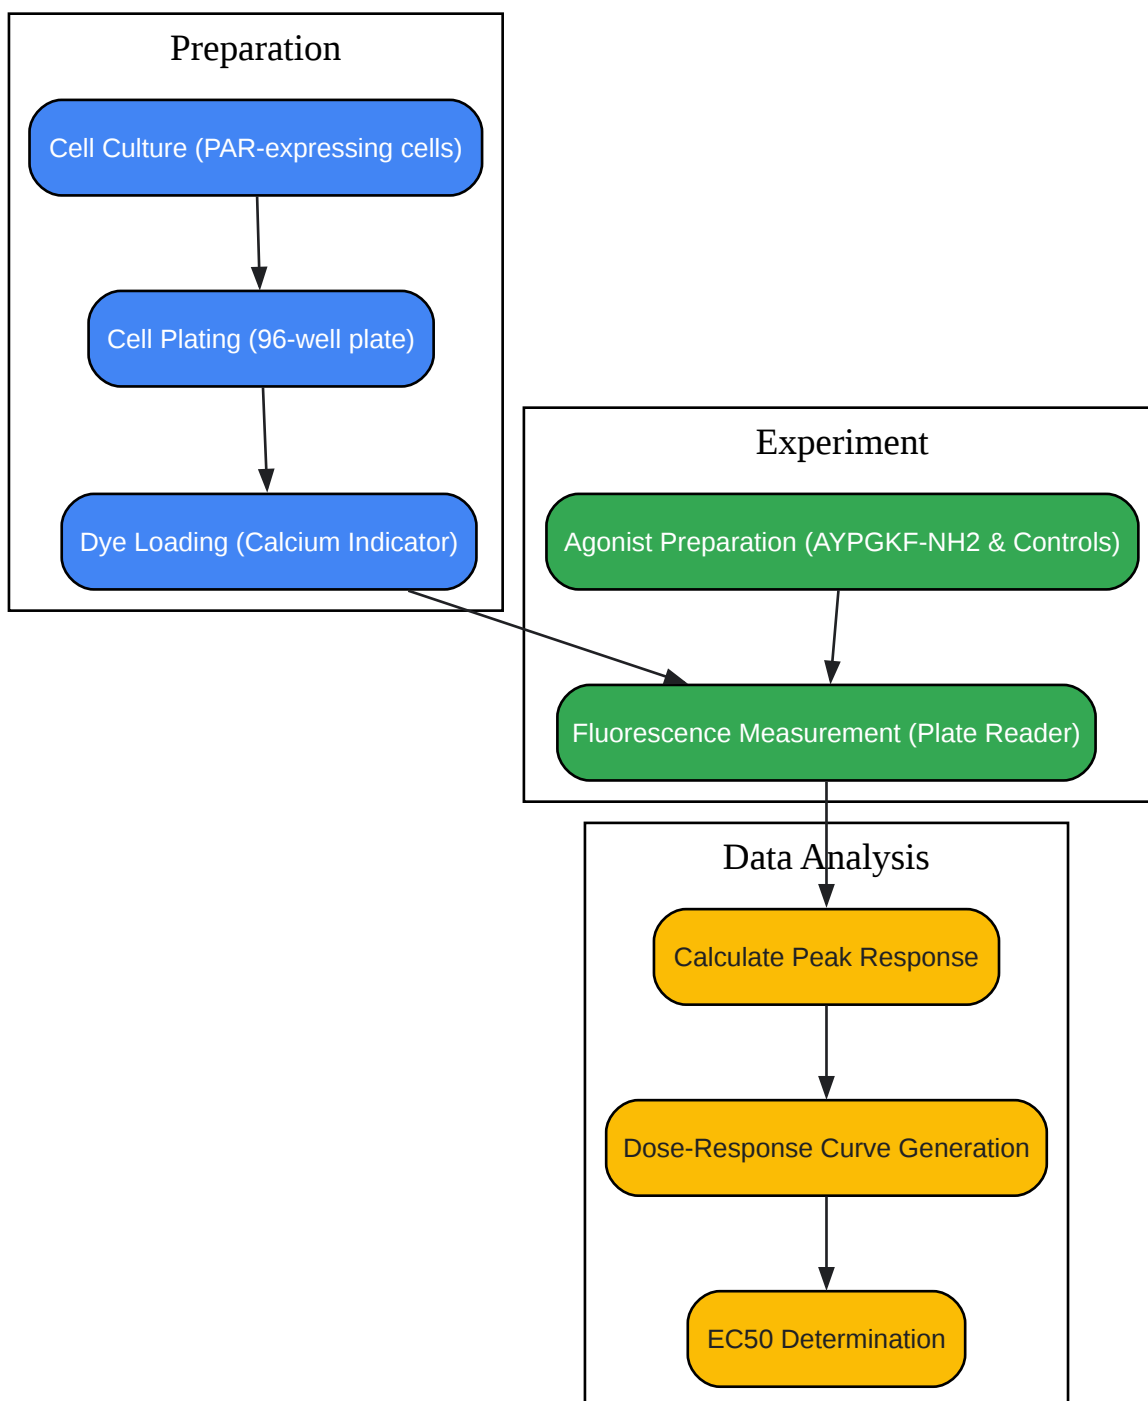 Preparation
Cell Culture (PAR-expressing cells)
Cell Plating (96-well plate)
Dye Loading (Calcium Indicator)
Experiment
Agonist Preparation (AYPGKF-NH2 & Controls)
Fluorescence Measurement (Plate Reader)
Data Analysis
Calculate Peak Response
Dose-Response Curve Generation
EC50 Determination